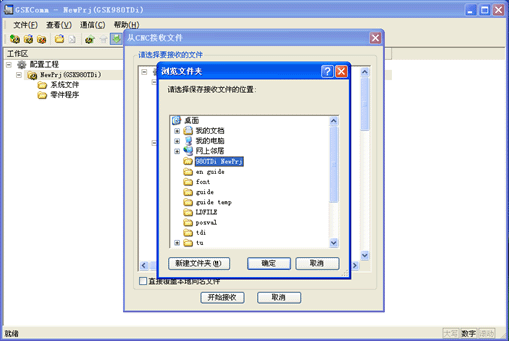 GSKComm - NewPrj(GSK980TDi)
文件(F) 查看(V) 通信(C) 帮助(H)
工作区
配置工程
NewPrj(GSK980TDi)
系统文件
零件程序
从CNC接收文件
请选择要接收的文件
浏览文件夹
请选择保存接收文件的位置:
桌面
我的文档
我的电脑
网上邻居
980TDi NewPrj
en guide
font
guide
guide temp
LDFILE
posval
tdi
tu
新建文件夹(M) 确定 取消
直接覆盖本地同名文件
开始接收 取消
就绪 大写 数字 滚动